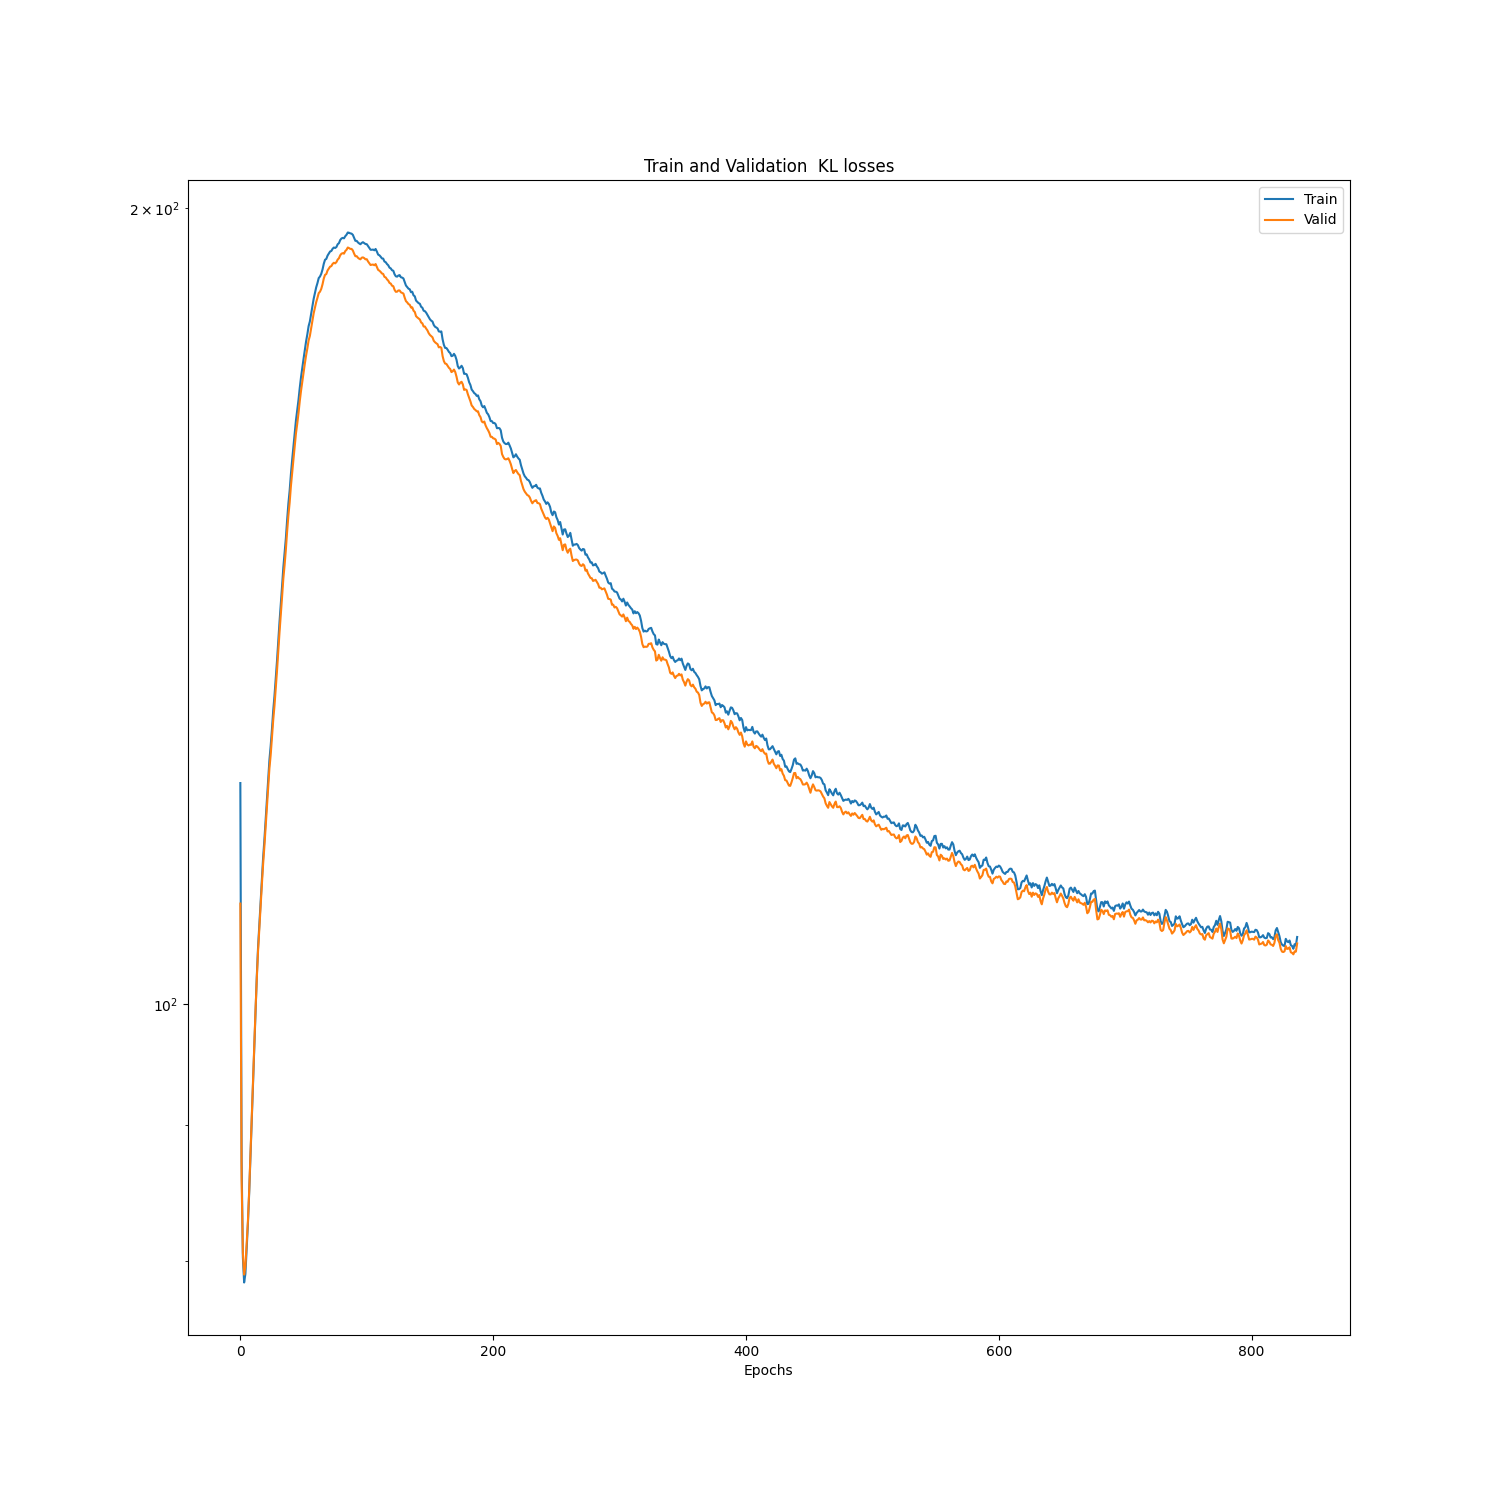 Train and Validation  KL losses
Train
Valid
2 × 10²
10²
0 200 400 600 800
Epochs